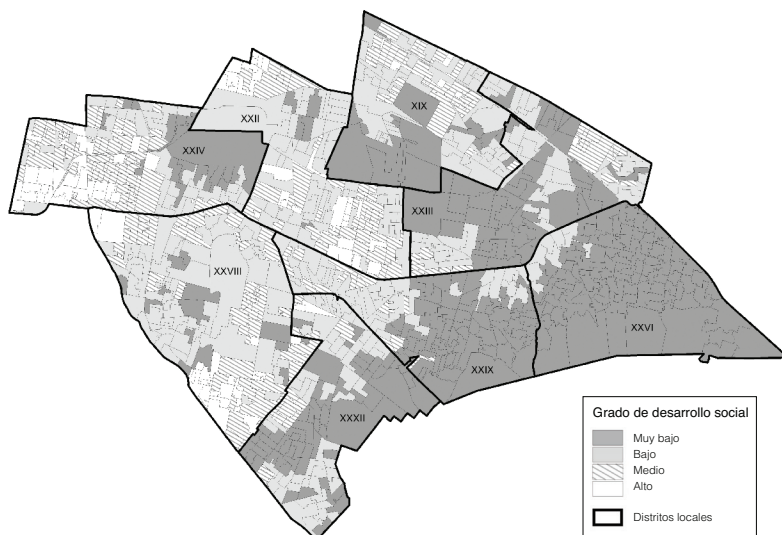 XIX
XXII
XXIV
XXIII
XXVIII
XXVI
XXIX
XXXII
Grado de desarrollo social
Muy bajo
Bajo
Medio
Alto
Distritos locales